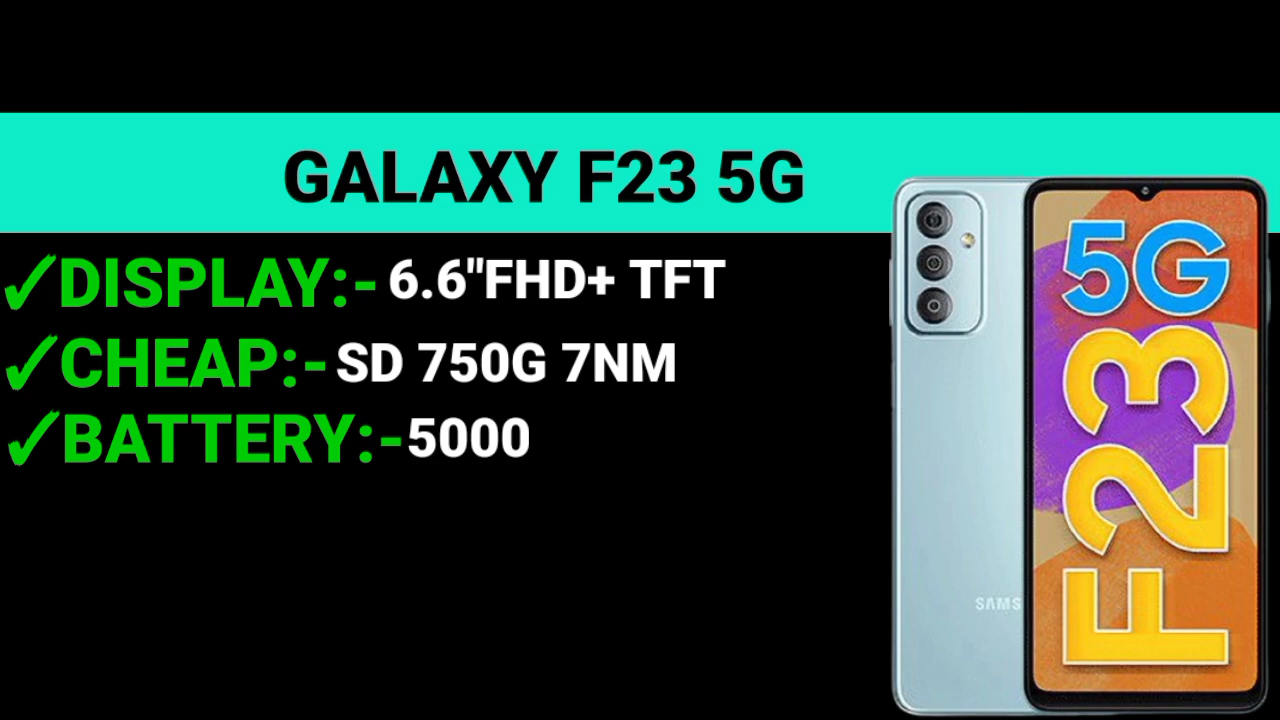 GALAXY F23 5G
✓DISPLAY:- 6.6"FHD+ TFT
✓CHEAP:- SD 750G 7NM
✓BATTERY:-5000
5G
F23
SAMS